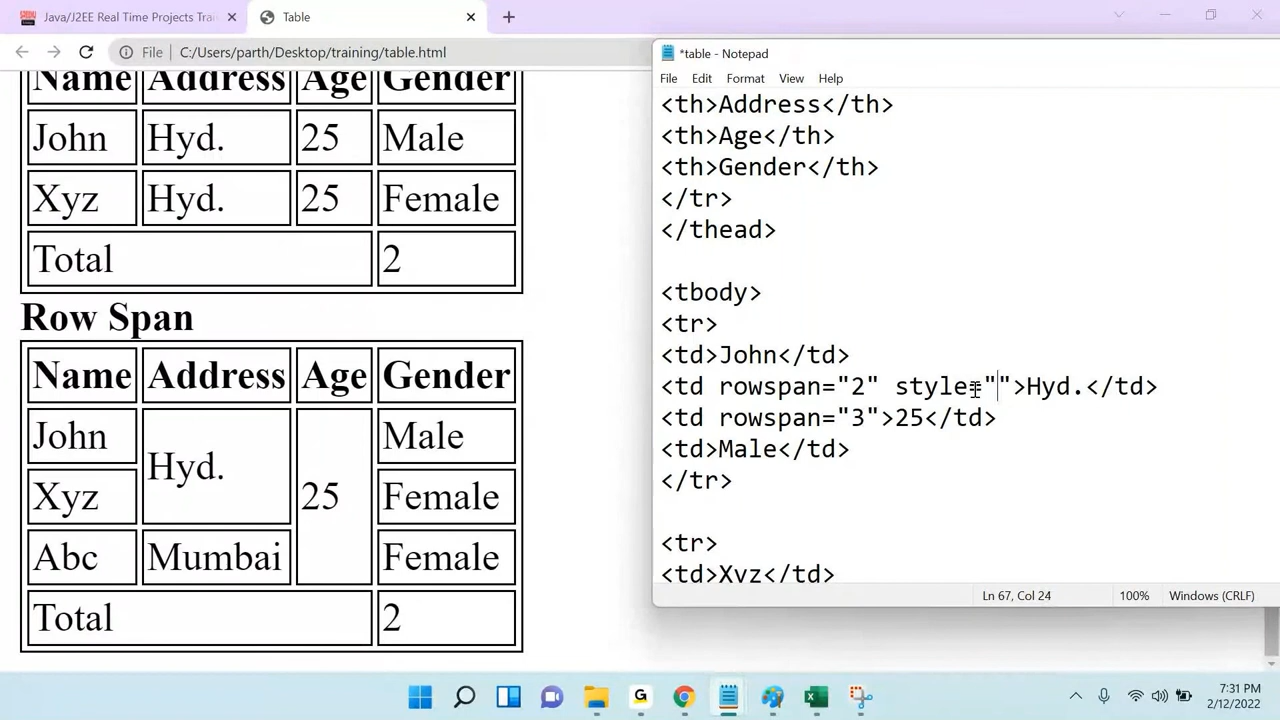 Java/J2EE Real Time Projects Trai
Table
File
C:/Users/parth/Desktop/training/table.html
Name Address Age Gender
John Hyd. 25 Male
Xyz Hyd. 25 Female
Total 2
Row Span
Name Address Age Gender
John Hyd. 25 Male
Xyz Female
Abc Mumbai Female
Total 2
*table - Notepad
File Edit Format View Help
<th>Address</th>
<th>Age</th>
<th>Gender</th>
</tr>
</thead>
<tbody>
<tr>
<td>John</td>
<td rowspan="2" style="">Hyd.</td>
<td rowspan="3">25</td>
<td>Male</td>
</tr>
<tr>
<td>Xyz</td>
Ln 67, Col 24 100% Windows (CRLF)
G
7:31 PM
2/12/2022